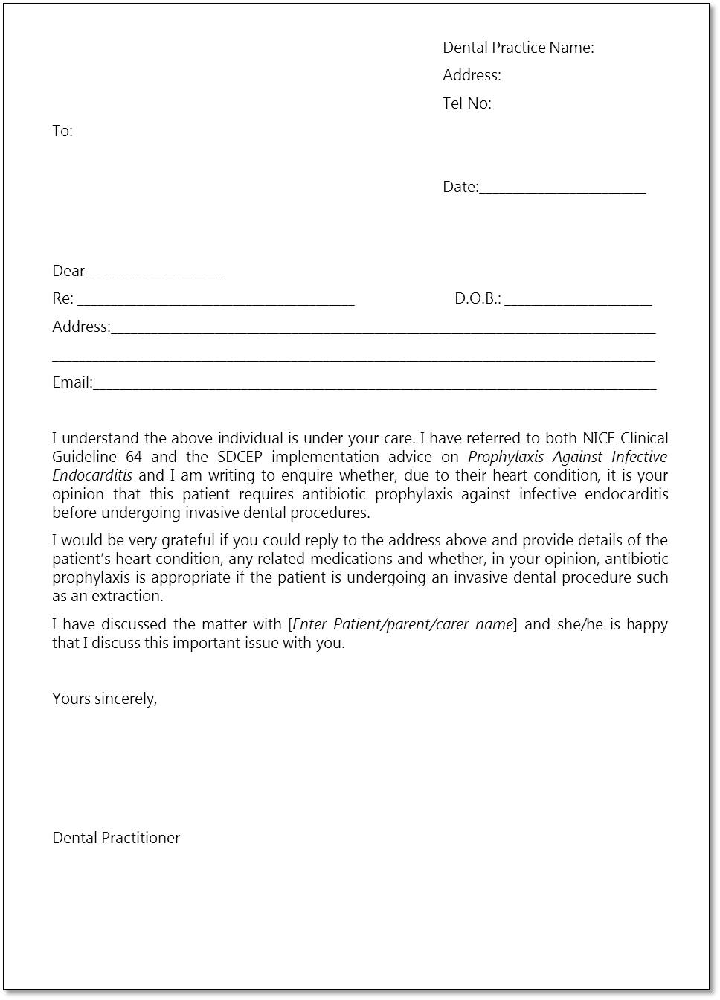 Dental Practice Name:
Address:
Tel No:
To:
Date:____________________
Dear ________________
Re: _________________________________ D.O.B.: _________________
Address:_________________________________________________________________
________________________________________________________________________
Email:___________________________________________________________________
I understand the above individual is under your care. I have referred to both NICE Clinical
Guideline 64 and the SDCEP implementation advice on Prophylaxis Against Infective
Endocarditis and I am writing to enquire whether, due to their heart condition, it is your
opinion that this patient requires antibiotic prophylaxis against infective endocarditis
before undergoing invasive dental procedures.
I would be very grateful if you could reply to the address above and provide details of the
patient’s heart condition, any related medications and whether, in your opinion, antibiotic
prophylaxis is appropriate if the patient is undergoing an invasive dental procedure such
as an extraction.
I have discussed the matter with [Enter Patient/parent/carer name] and she/he is happy
that I discuss this important issue with you.
Yours sincerely,
Dental Practitioner